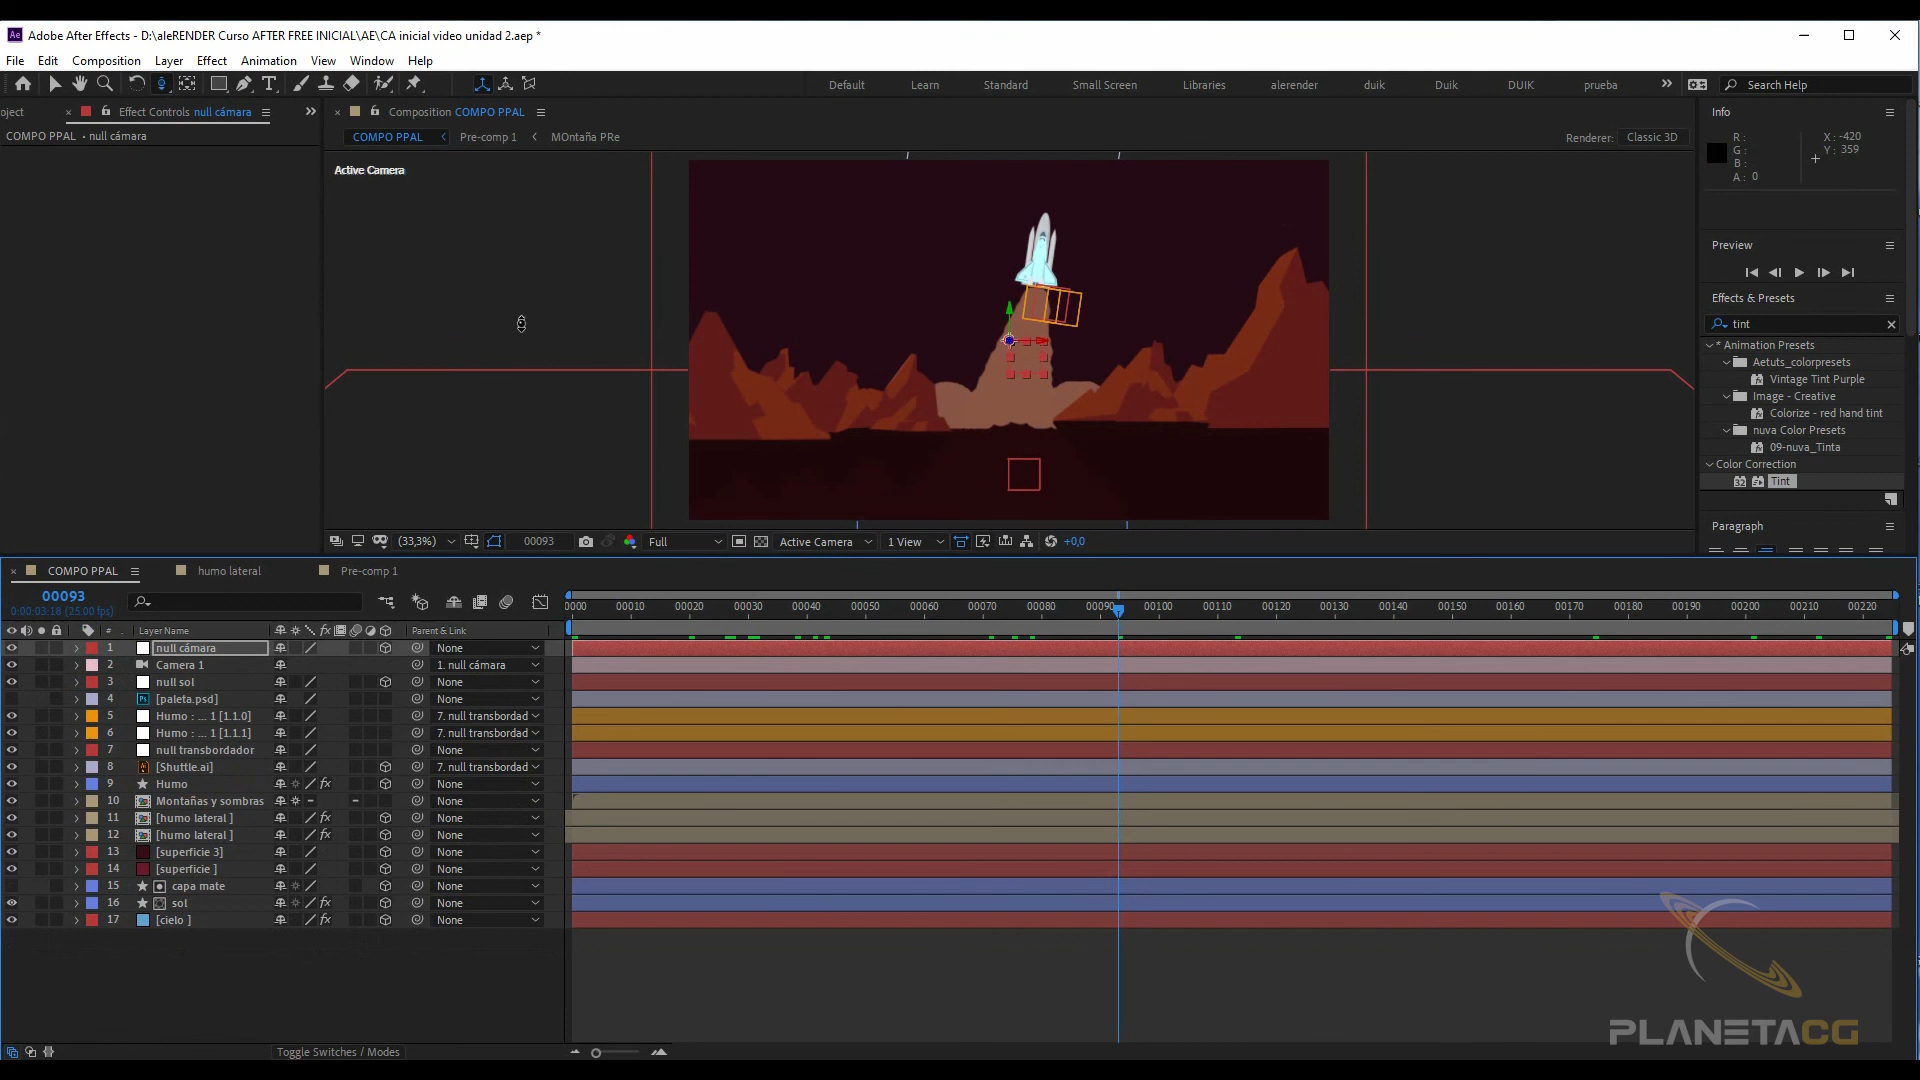 Adobe After Effects - D:\aleRENDER Curso AFTER FREE INICIAL\AE\CA inicial video unidad 2.aep *
File Edit Composition Layer Effect Animation View Window Help
Default Learn Standard Small Screen Libraries alerender duik Duik DUIK prueba Search Help
oject Effect Controls null cámara
COMPO PPAL • null cámara
Composition COMPO PPAL
COMPO PPAL Pre-comp 1 MOntaña PRe
Renderer: Classic 3D
Active Camera
(33,3%) 00093 Full Active Camera 1 View +0,0
Info
R :
G :
B :
A : 0
X : -420
Y : 359
Preview
Effects & Presets
tint
* Animation Presets
Aetuts_colorpresets
Vintage Tint Purple
Image - Creative
Colorize - red hand tint
nuva Color Presets
09-nuva_Tinta
Color Correction
Tint
Paragraph
COMPO PPAL humo lateral Pre-comp 1
00093
0:00:03:18 (25.00 fps)
0000 00010 00020 00030 00040 00050 00060 00070 00080 00090 00100 00110 00120 00130 00140 00150 00160 00170 00180 00190 00200 00210 00220
# Layer Name Parent & Link
1 null cámara None
2 Camera 1 1. null cámara
3 null sol None
4 [paleta.psd] None
5 Humo : ... 1 [1.1.0] 7. null transbordad
6 Humo : ... 1 [1.1.1] 7. null transbordad
7 null transbordador None
8 [Shuttle.ai] 7. null transbordad
9 Humo None
10 Montañas y sombras None
11 [humo lateral ] None
12 [humo lateral ] None
13 [superficie 3] None
14 [superficie ] None
15 capa mate None
16 sol None
17 [cielo ] None
Toggle Switches / Modes
PLANETACG